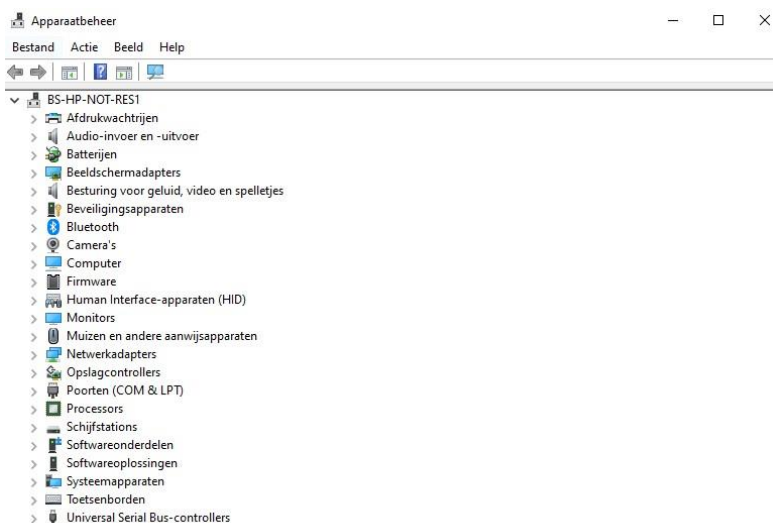 Apparaatbeheer
Bestand Actie Beeld Help
BS-HP-NOT-RES1
Afdrukwachtrijen
Audio-invoer en -uitvoer
Batterijen
Beeldschermadapters
Besturing voor geluid, video en spelletjes
Beveiligingsapparaten
Bluetooth
Camera's
Computer
Firmware
Human Interface-apparaten (HID)
Monitors
Muizen en andere aanwijsapparaten
Netwerkadapters
Opslagcontrollers
Poorten (COM & LPT)
Processors
Schijfstations
Softwareonderdelen
Softwareoplossingen
Systeemapparaten
Toetsenborden
Universal Serial Bus-controllers